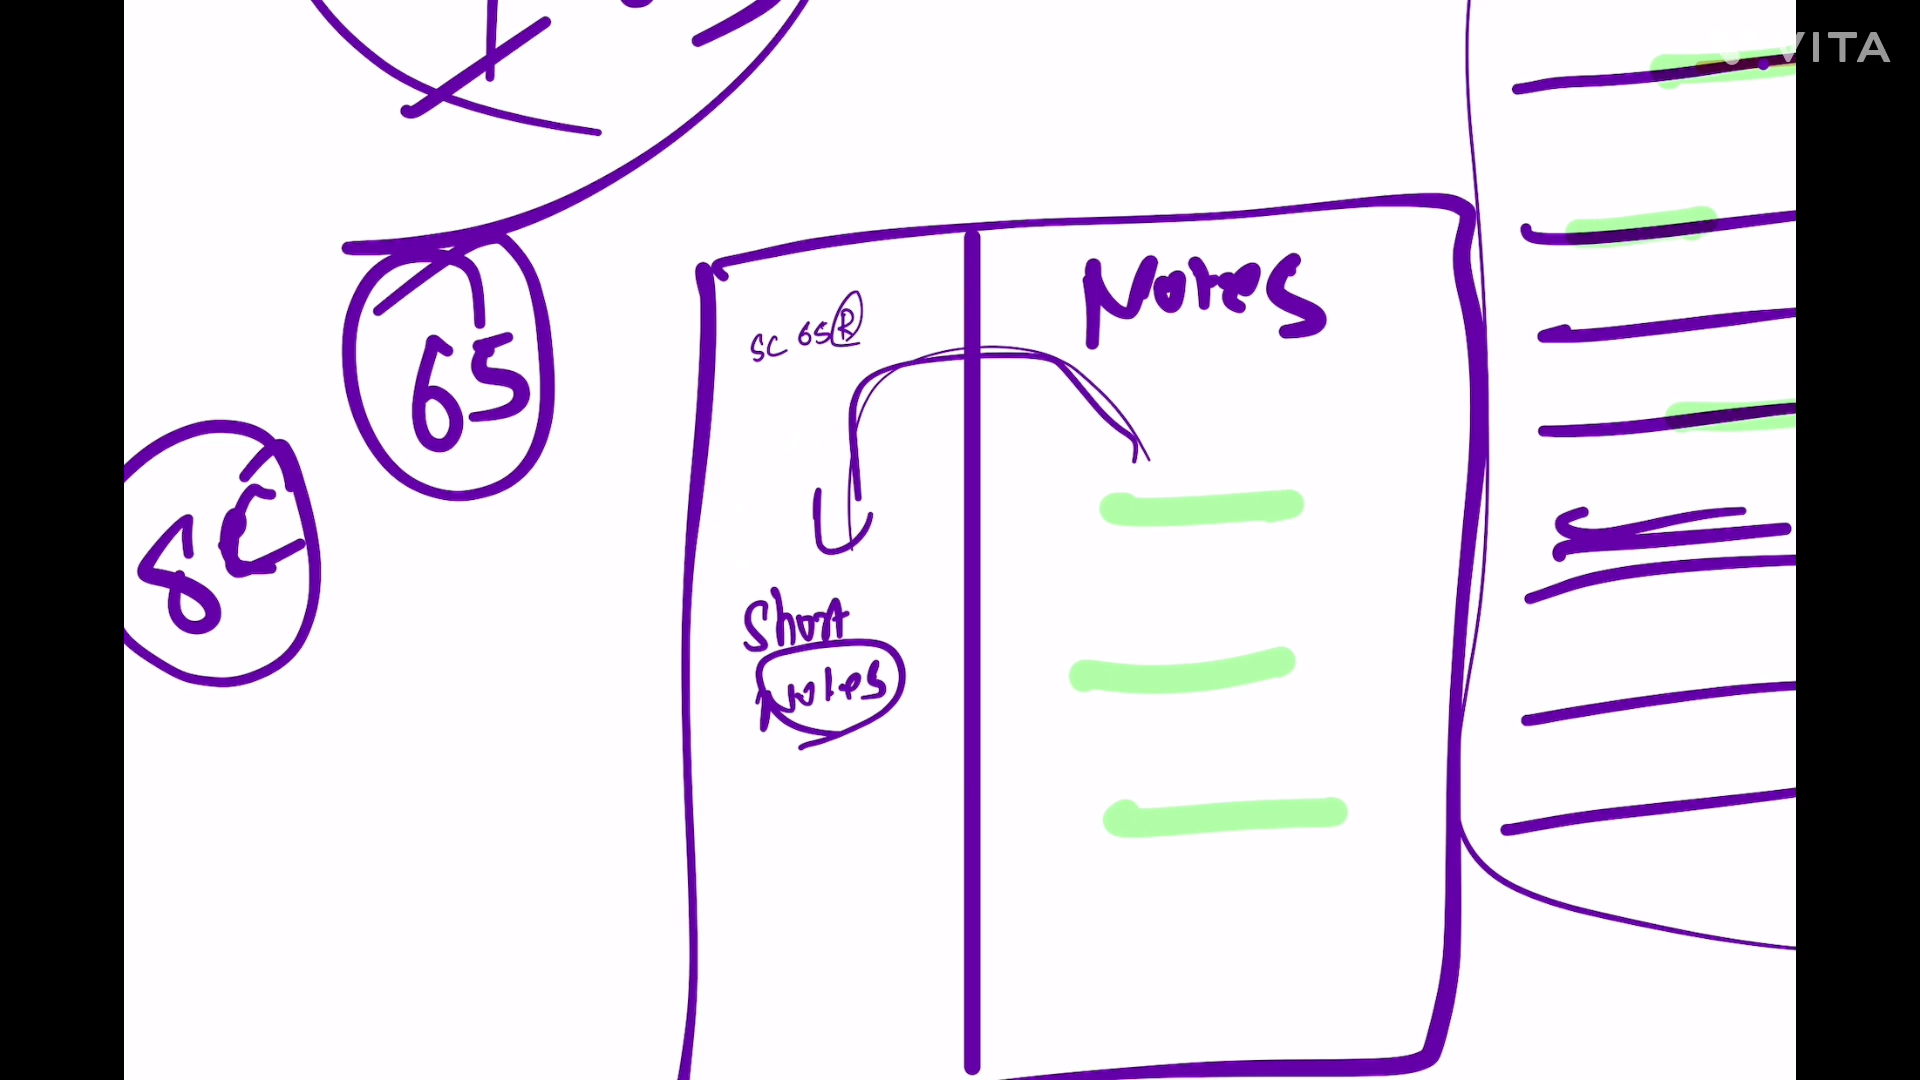 VITA
Notes
SC 65 R
65
SC
Short
Notes